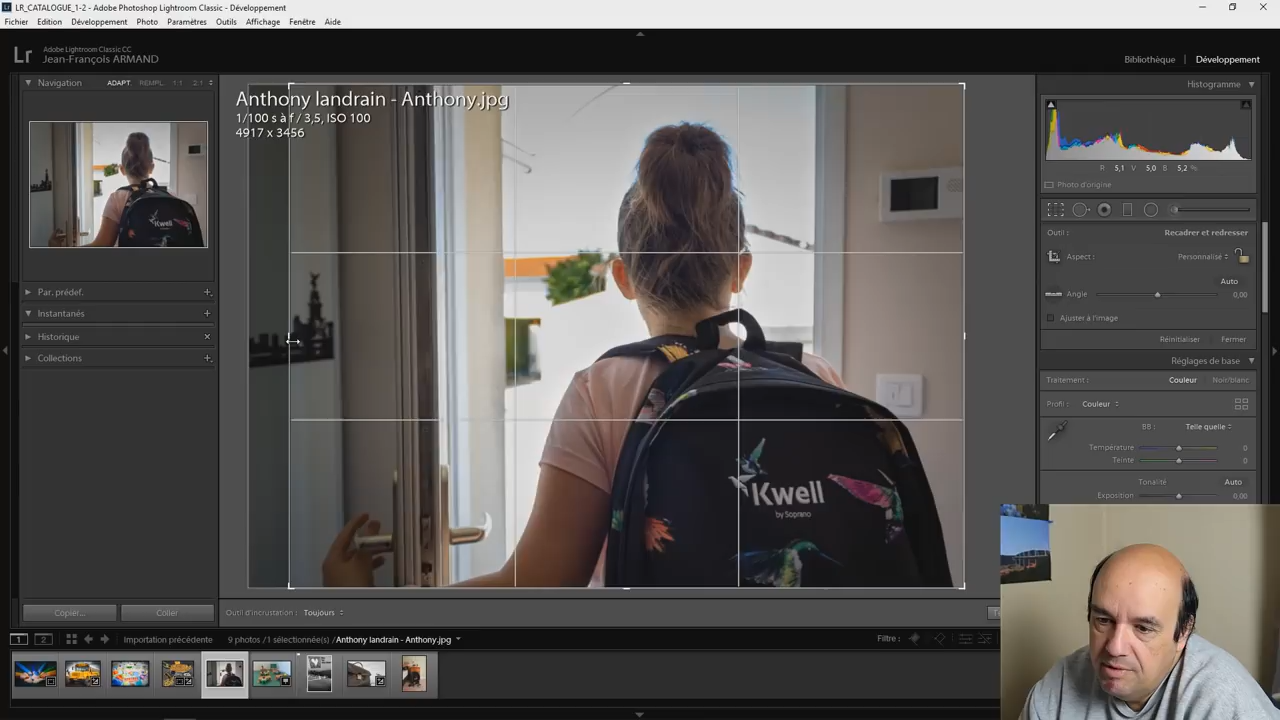 LR_CATALOGUE_1-2 - Adobe Photoshop Lightroom Classic - Développement
Fichier Edition Développement Photo Paramètres Outils Affichage Fenêtre Aide
Lr
Adobe Lightroom Classic CC
Jean-François ARMAND
Bibliothèque | Développement
Navigation ADAPT. REMPL. 1:1 2:1
Par. prédef.
Instantanés
Historique
Collections
Copier... Coller
Anthony landrain - Anthony.jpg
1/100 s à f / 3,5, ISO 100
4917 x 3456
Kwell
by Soprano
Histogramme
R 5,1 V 5,0 B 5,2 %
Photo d'origine
Outil : Recadrer et redresser
Aspect : Personnalisé
Auto
Angle 0,00
Ajuster à l'image
Réinitialiser Fermer
Réglages de base
Traitement : Couleur Noir/blanc
Profil : Couleur
BB : Telle quelle
Température 0
Teinte 0
Tonalité Auto
Exposition 0,00
Outil d'incrustation : Toujours
1 2 Importation précédente 9 photos /1 sélectionnée(s) /Anthony landrain - Anthony.jpg Filtre :